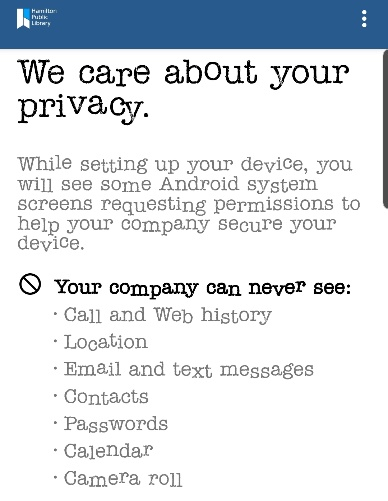 Hamilton
Public
Library
We care about your
privacy.
While setting up your device, you
will see some Android system
screens requesting permissions to
help your company secure your
device.
Your company can never see:
· Call and Web history
· Location
· Email and text messages
· Contacts
· Passwords
· Calendar
· Camera roll